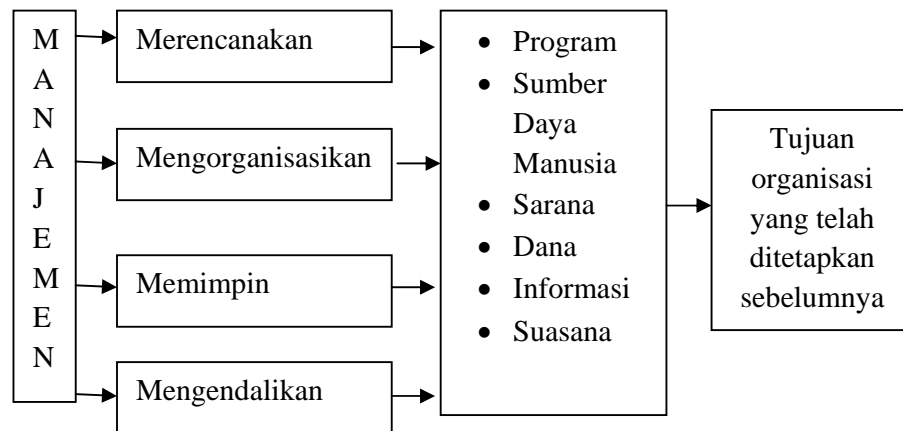 M
A
N
A
J
E
M
E
N
Merencanakan
Mengorganisasikan
Memimpin
Mengendalikan
• Program
• Sumber
Daya
Manusia
• Sarana
• Dana
• Informasi
• Suasana
Tujuan
organisasi
yang telah
ditetapkan
sebelumnya